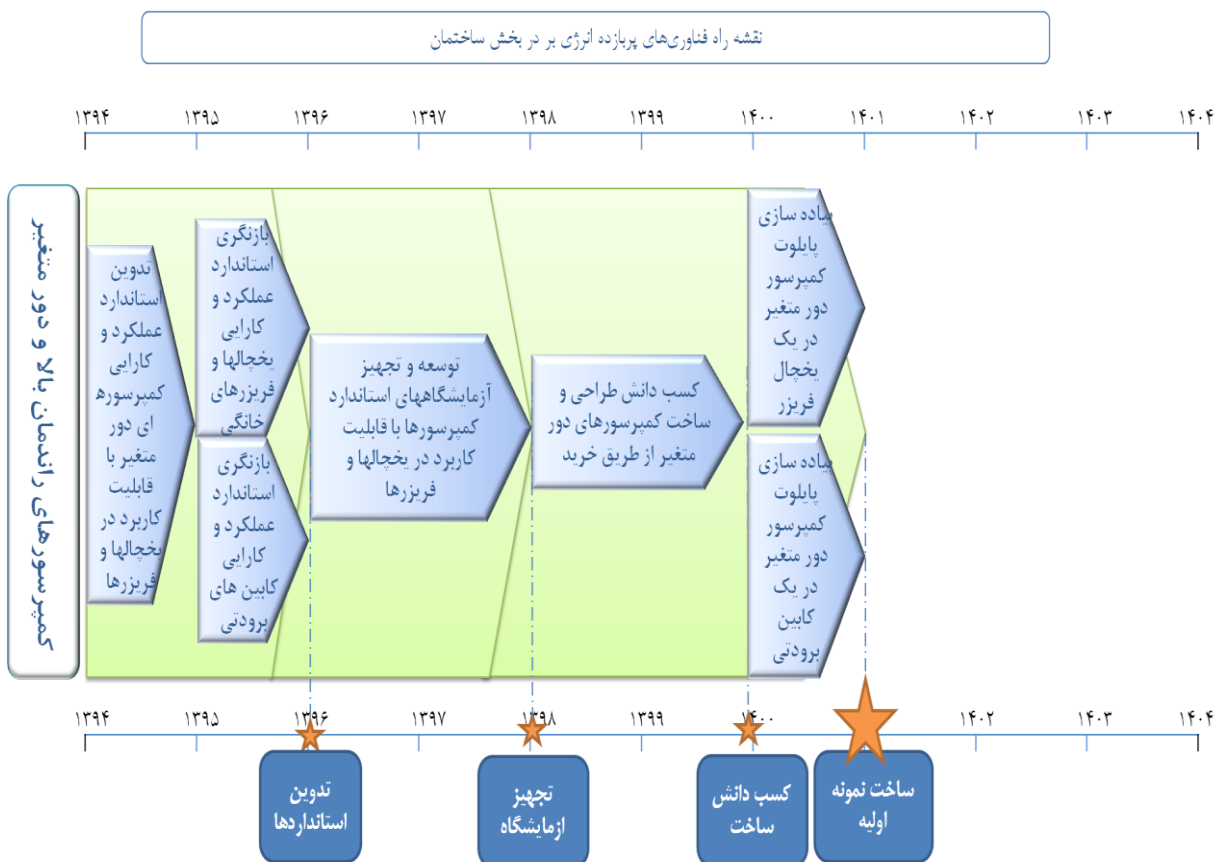 نقشه راه فناوری‌های پربازده انرژی بر در بخش ساختمان
۱۳۹۴ ۱۳۹۵ ۱۳۹۶ ۱۳۹۷ ۱۳۹۸ ۱۳۹۹ ۱۴۰۰ ۱۴۰۱ ۱۴۰۲ ۱۴۰۳ ۱۴۰۴
کمپرسورهای راندمان بالا و دور متغیر
تدوین
استاندارد
عملکرد و
کارایی
کمپرسوره
ای دور
متغیر با
قابلیت
کاربرد در
یخچالها و
فریزرها
بازنگری
استاندارد
عملکرد و
کارایی
یخچالها و
فریزرهای
خانگی
بازنگری
استاندارد
عملکرد و
کارایی
کابین های
برودتی
توسعه و تجهیز
آزمایشگاههای استاندارد
کمپرسورها با قابلیت
کاربرد در یخچالها و
فریزرها
کسب دانش طراحی و
ساخت کمپرسورهای دور
متغیر از طریق خرید
پیاده سازی
پایلوت
کمپرسور
دور متغیر
در یک
یخچال
فریزر
پیاده سازی
پایلوت
کمپرسور
دور متغیر
در یک
کابین
برودتی
۱۳۹۴ ۱۳۹۵ ۱۳۹۶ ۱۳۹۷ ۱۳۹۸ ۱۳۹۹ ۱۴۰۰ ۱۴۰۲ ۱۴۰۳ ۱۴۰۴
تدوین
استانداردها
تجهیز
ازمایشگاه
کسب دانش
ساخت
ساخت نمونه
اولیه